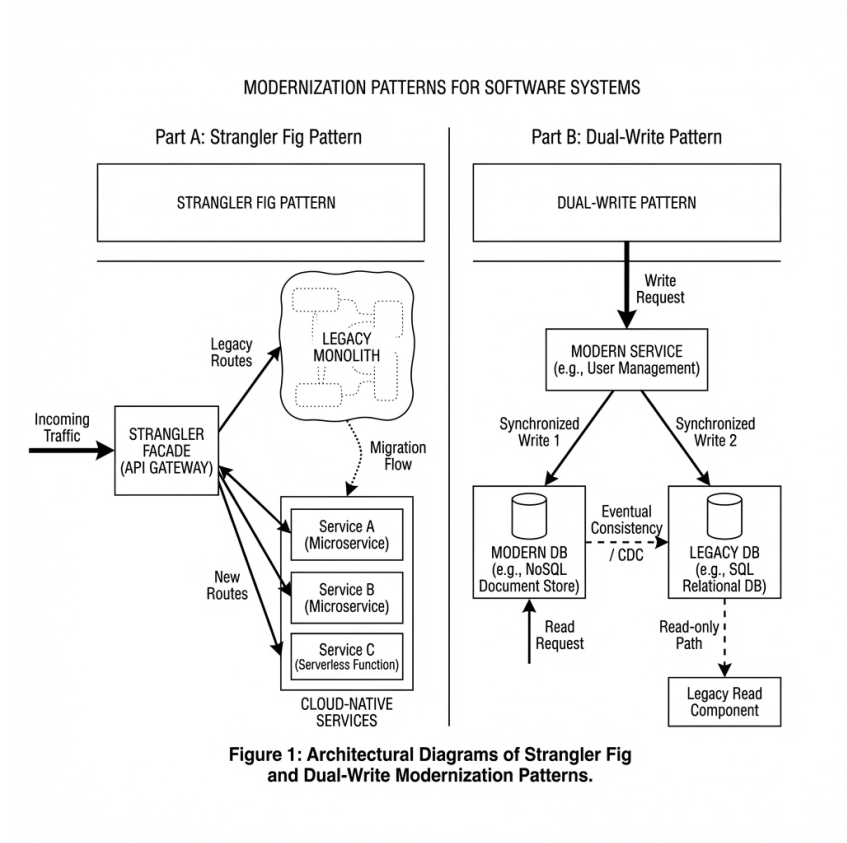 MODERNIZATION PATTERNS FOR SOFTWARE SYSTEMS
Part A: Strangler Fig Pattern
STRANGLER FIG PATTERN
LEGACY
MONOLITH
Legacy
Routes
Incoming
Traffic
STRANGLER
FACADE
(API GATEWAY)
Migration
Flow
New
Routes
Service A
(Microservice)
Service B
(Microservice)
Service C
(Serverless Function)
CLOUD-NATIVE
SERVICES
Part B: Dual-Write Pattern
DUAL-WRITE PATTERN
Write
Request
MODERN SERVICE
(e.g., User Management)
Synchronized
Write 1
Synchronized
Write 2
MODERN DB
(e.g., NoSQL
Document Store)
Eventual
Consistency
/ CDC
LEGACY DB
(e.g., SQL
Relational DB)
Read
Request
Read-only
Path
Legacy Read
Component
Figure 1: Architectural Diagrams of Strangler Fig
and Dual-Write Modernization Patterns.